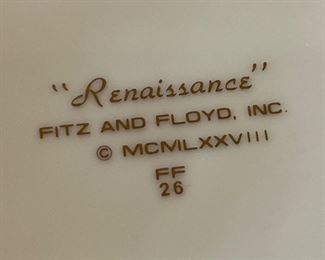 "Renaissance"
FITZ AND FLOYD, INC.
© MCMLXXVIII
FF
26